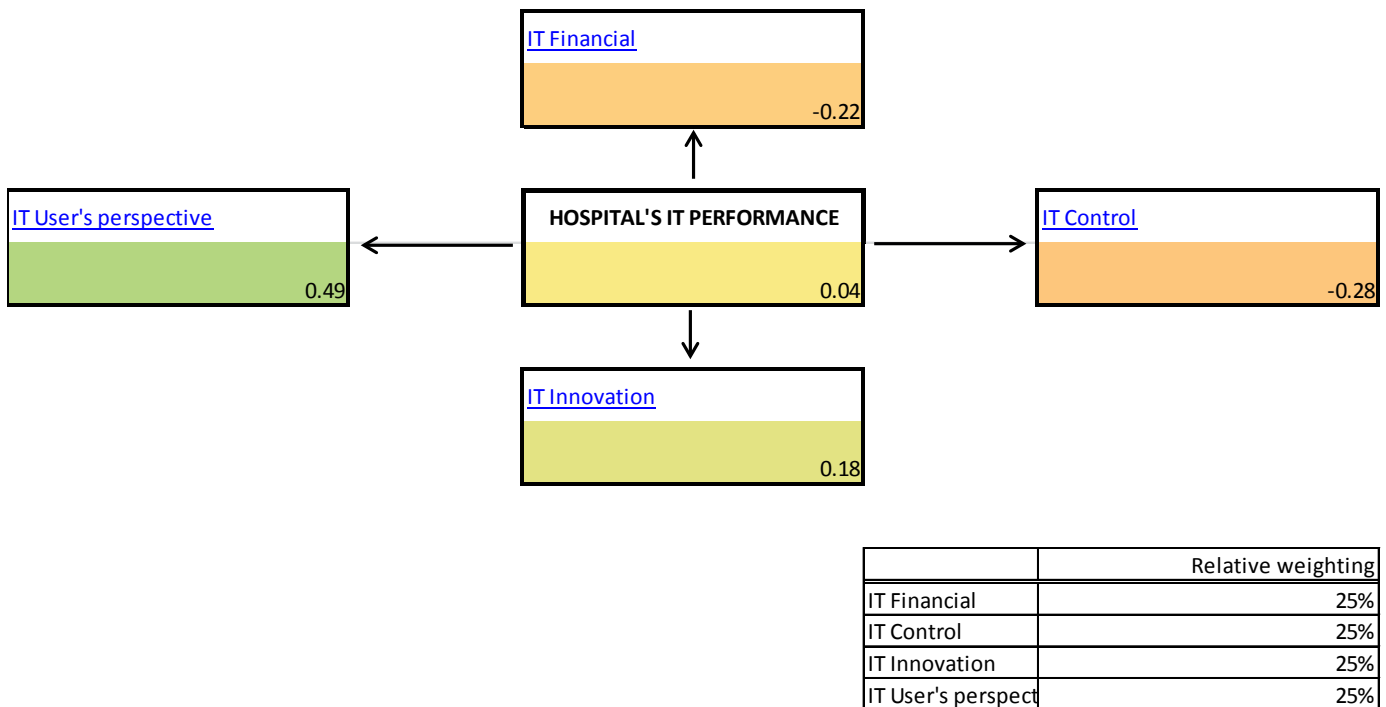 IT Financial
-0.22
IT User's perspective
0.49
HOSPITAL'S IT PERFORMANCE
0.04
IT Control
-0.28
IT Innovation
0.18
Relative weighting
IT Financial 25%
IT Control 25%
IT Innovation 25%
IT User's perspect 25%